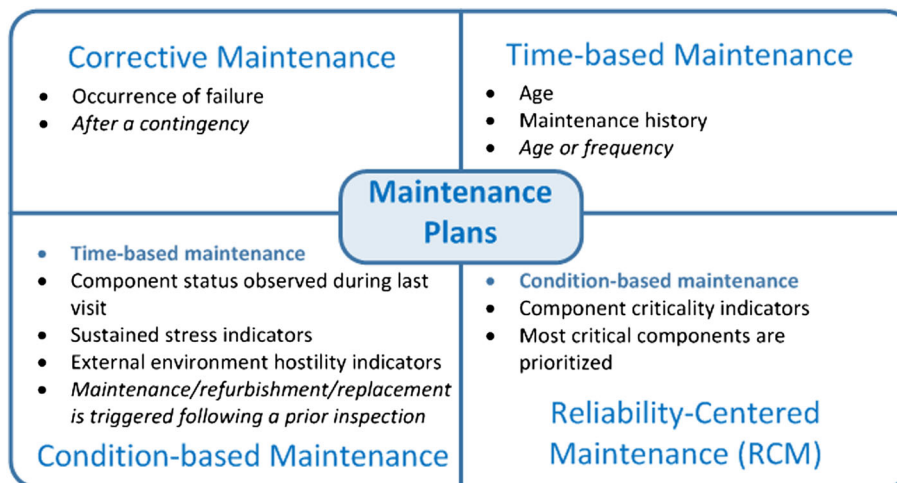 Corrective Maintenance
• Occurrence of failure
• After a contingency
Time-based Maintenance
• Age
• Maintenance history
• Age or frequency
Maintenance
Plans
• Time-based maintenance
• Component status observed during last
visit
• Sustained stress indicators
• External environment hostility indicators
• Maintenance/refurbishment/replacement
is triggered following a prior inspection
Condition-based Maintenance
• Condition-based maintenance
• Component criticality indicators
• Most critical components are
prioritized
Reliability-Centered
Maintenance (RCM)